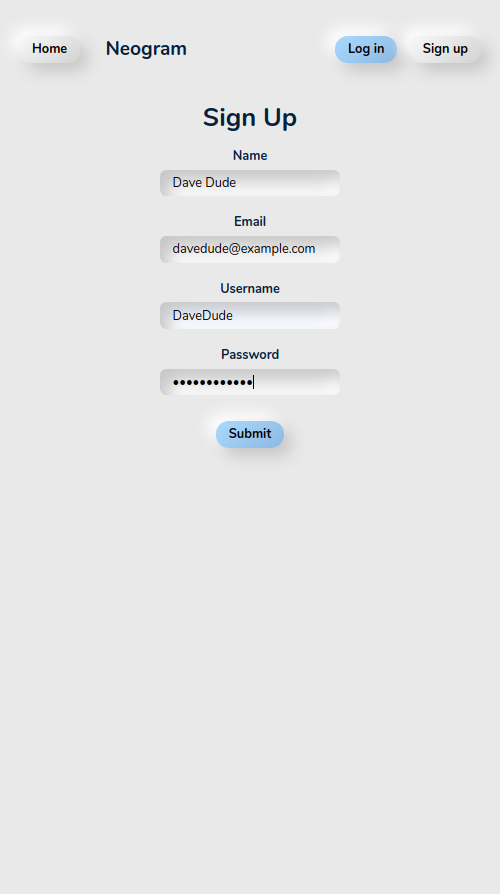 Home Neogram Log in Sign up
Sign Up
Name
Dave Dude
Email
davedude@example.com
Username
DaveDude
Password
••••••••••••
Submit